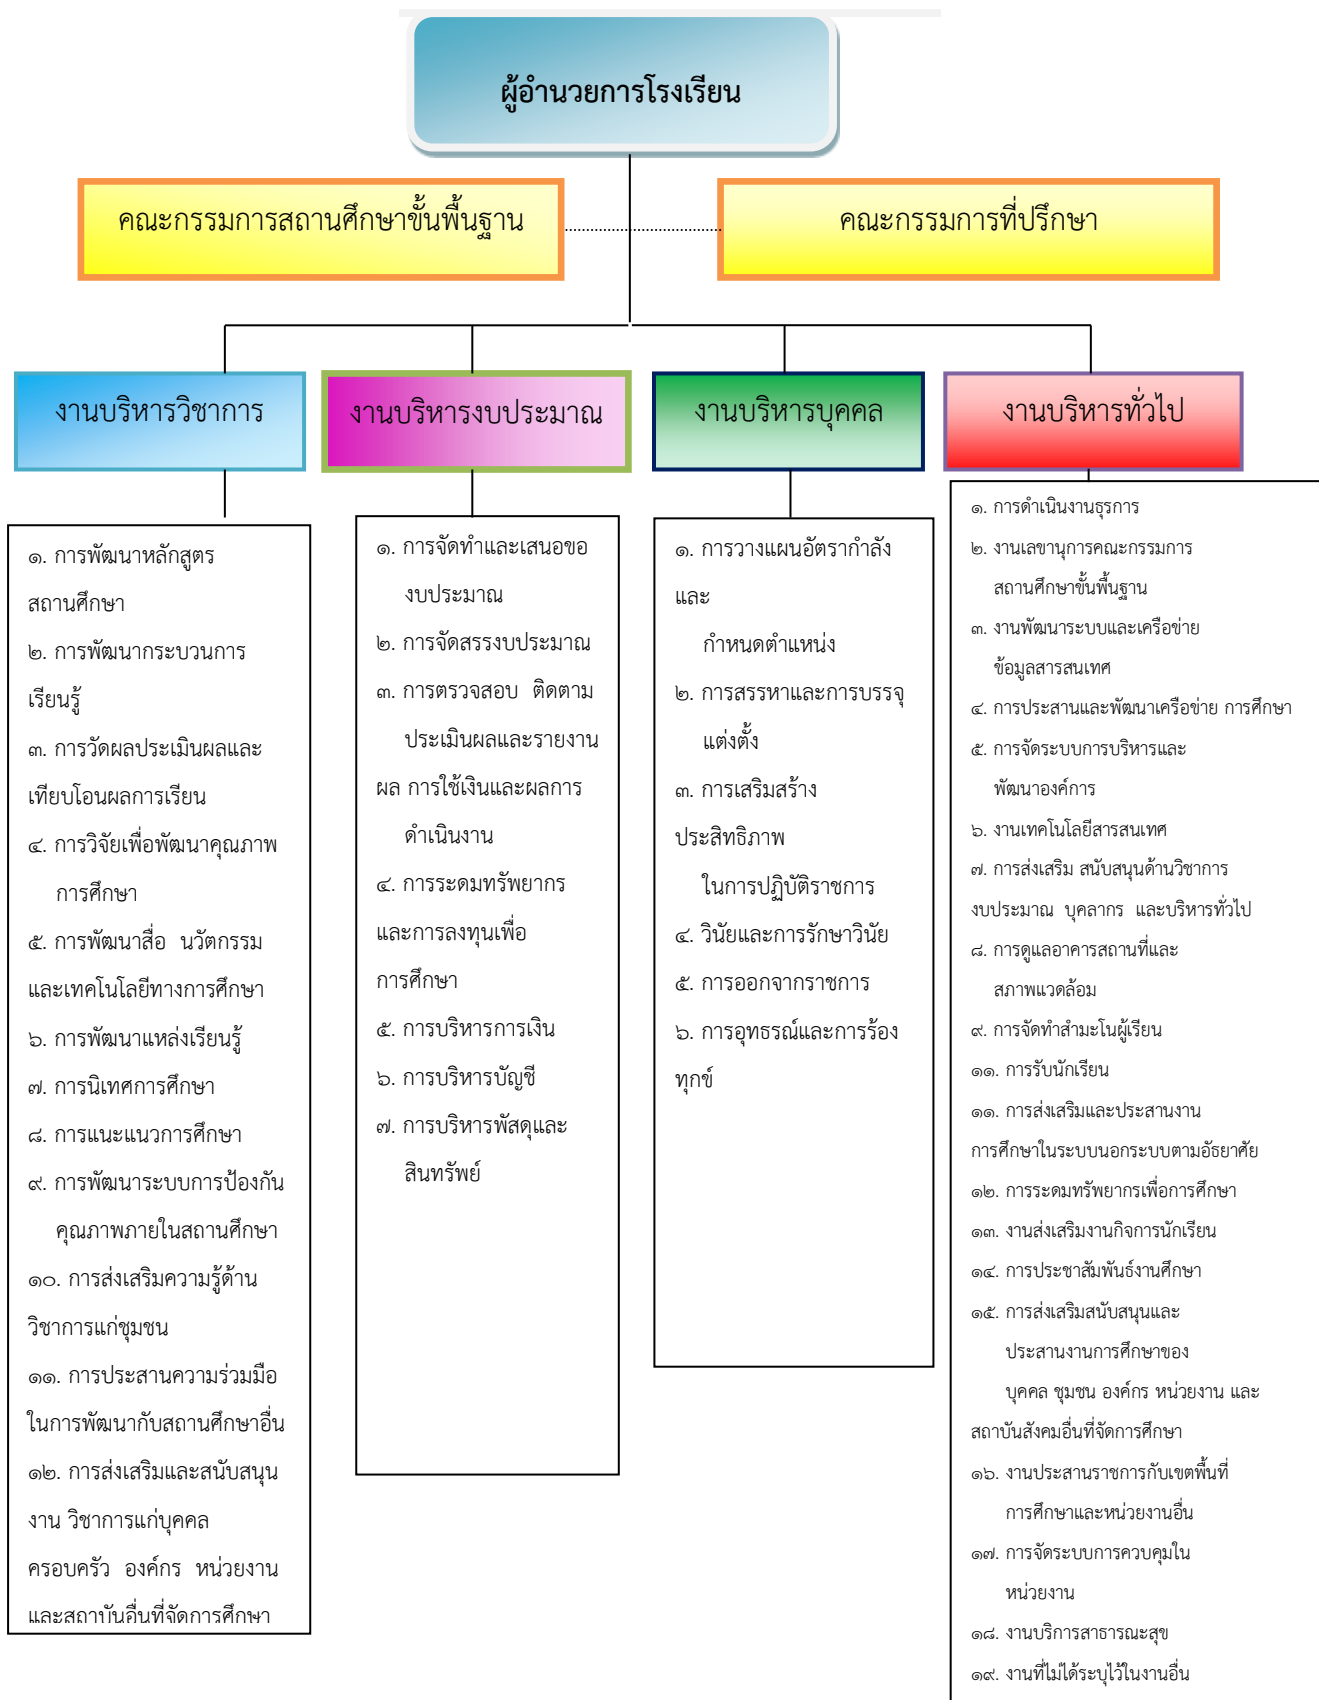 ผู้อำนวยการโรงเรียน
คณะกรรมการสถานศึกษาขั้นพื้นฐาน
คณะกรรมการที่ปรึกษา
งานบริหารวิชาการ
งานบริหารงบประมาณ
งานบริหารบุคคล
งานบริหารทั่วไป
๑. การพัฒนาหลักสูตร
สถานศึกษา
๒. การพัฒนากระบวนการ
เรียนรู้
๓. การวัดผลประเมินผลและ
เทียบโอนผลการเรียน
๔. การวิจัยเพื่อพัฒนาคุณภาพ
การศึกษา
๕. การพัฒนาสื่อ นวัตกรรม
และเทคโนโลยีทางการศึกษา
๖. การพัฒนาแหล่งเรียนรู้
๗. การนิเทศการศึกษา
๘. การแนะแนวการศึกษา
๙. การพัฒนาระบบการป้องกัน
คุณภาพภายในสถานศึกษา
๑๐. การส่งเสริมความรู้ด้าน
วิชาการแก่ชุมชน
๑๑. การประสานความร่วมมือ
ในการพัฒนากับสถานศึกษาอื่น
๑๒. การส่งเสริมและสนับสนุน
งาน วิชาการแก่บุคคล
ครอบครัว องค์กร หน่วยงาน
และสถาบันอื่นที่จัดการศึกษา
๑. การจัดทำและเสนอขอ
งบประมาณ
๒. การจัดสรรงบประมาณ
๓. การตรวจสอบ ติดตาม
ประเมินผลและรายงาน
ผล การใช้เงินและผลการ
ดำเนินงาน
๔. การระดมทรัพยากร
และการลงทุนเพื่อ
การศึกษา
๕. การบริหารการเงิน
๖. การบริหารบัญชี
๗. การบริหารพัสดุและ
สินทรัพย์
๑. การวางแผนอัตรากำลัง
และ
กำหนดตำแหน่ง
๒. การสรรหาและการบรรจุ
แต่งตั้ง
๓. การเสริมสร้าง
ประสิทธิภาพ
ในการปฏิบัติราชการ
๔. วินัยและการรักษาวินัย
๕. การออกจากราชการ
๖. การอุทธรณ์และการร้อง
ทุกข์
๑. การดำเนินงานธุรการ
๒. งานเลขานุการคณะกรรมการ
สถานศึกษาขั้นพื้นฐาน
๓. งานพัฒนาระบบและเครือข่าย
ข้อมูลสารสนเทศ
๔. การประสานและพัฒนาเครือข่าย การศึกษา
๕. การจัดระบบการบริหารและ
พัฒนาองค์การ
๖. งานเทคโนโลยีสารสนเทศ
๗. การส่งเสริม สนับสนุนด้านวิชาการ
งบประมาณ บุคลากร และบริหารทั่วไป
๘. การดูแลอาคารสถานที่และ
สภาพแวดล้อม
๙. การจัดทำสำมะโนผู้เรียน
๑๑. การรับนักเรียน
๑๑. การส่งเสริมและประสานงาน
การศึกษาในระบบนอกระบบตามอัธยาศัย
๑๒. การระดมทรัพยากรเพื่อการศึกษา
๑๓. งานส่งเสริมงานกิจการนักเรียน
๑๔. การประชาสัมพันธ์งานศึกษา
๑๕. การส่งเสริมสนับสนุนและ
ประสานงานการศึกษาของ
บุคคล ชุมชน องค์กร หน่วยงาน และ
สถาบันสังคมอื่นที่จัดการศึกษา
๑๖. งานประสานราชการกับเขตพื้นที่
การศึกษาและหน่วยงานอื่น
๑๗. การจัดระบบการควบคุมใน
หน่วยงาน
๑๘. งานบริการสาธารณะสุข
๑๙. งานที่ไม่ได้ระบุไว้ในงานอื่น